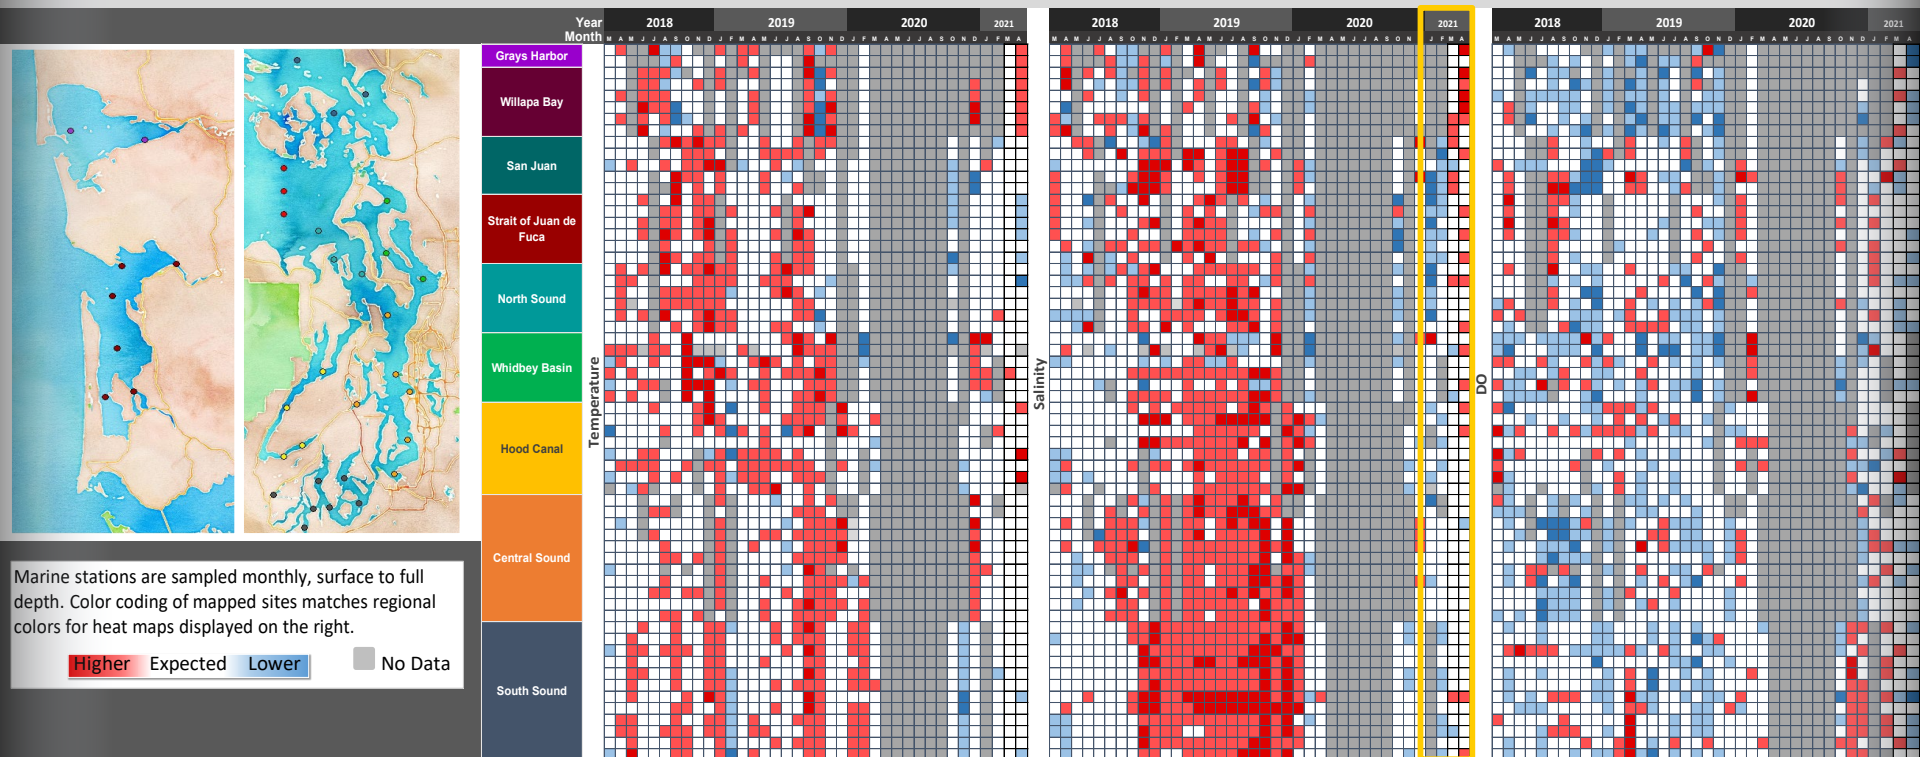 Year 2018 2019 2020 2021 2018 2019 2020 2021 2018 2019 2020 2021
Month M A M J J A S O N D J F M A M J J A S O N D J F M A M J J A S O N D J F M A M A M J J A S O N D J F M A M J J A S O N D J F M A M J J A S O N D J F M A M A M J J A S O N D J F M A M J J A S O N D J F M A M J J A S O N D J F M A
Grays Harbor
Willapa Bay
San Juan
Strait of Juan de
Fuca
North Sound
Whidbey Basin
Hood Canal
Central Sound
South Sound
Temperature
Salinity
DO
Marine stations are sampled monthly, surface to full
depth. Color coding of mapped sites matches regional
colors for heat maps displayed on the right.
Higher Expected Lower No Data